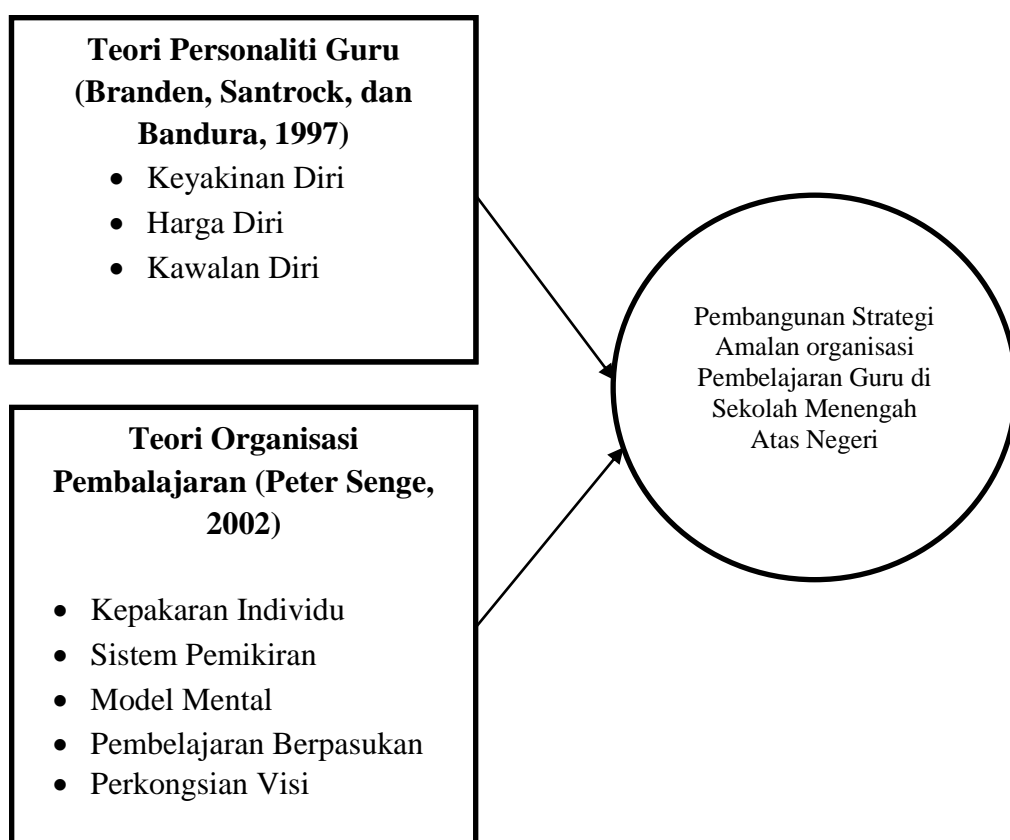 Teori Personaliti Guru
(Branden, Santrock, dan
Bandura, 1997)
• Keyakinan Diri
• Harga Diri
• Kawalan Diri
Pembangunan Strategi
Amalan organisasi
Pembelajaran Guru di
Sekolah Menengah
Atas Negeri
Teori Organisasi
Pembalajaran (Peter Senge,
2002)
• Kepakaran Individu
• Sistem Pemikiran
• Model Mental
• Pembelajaran Berpasukan
• Perkongsian Visi